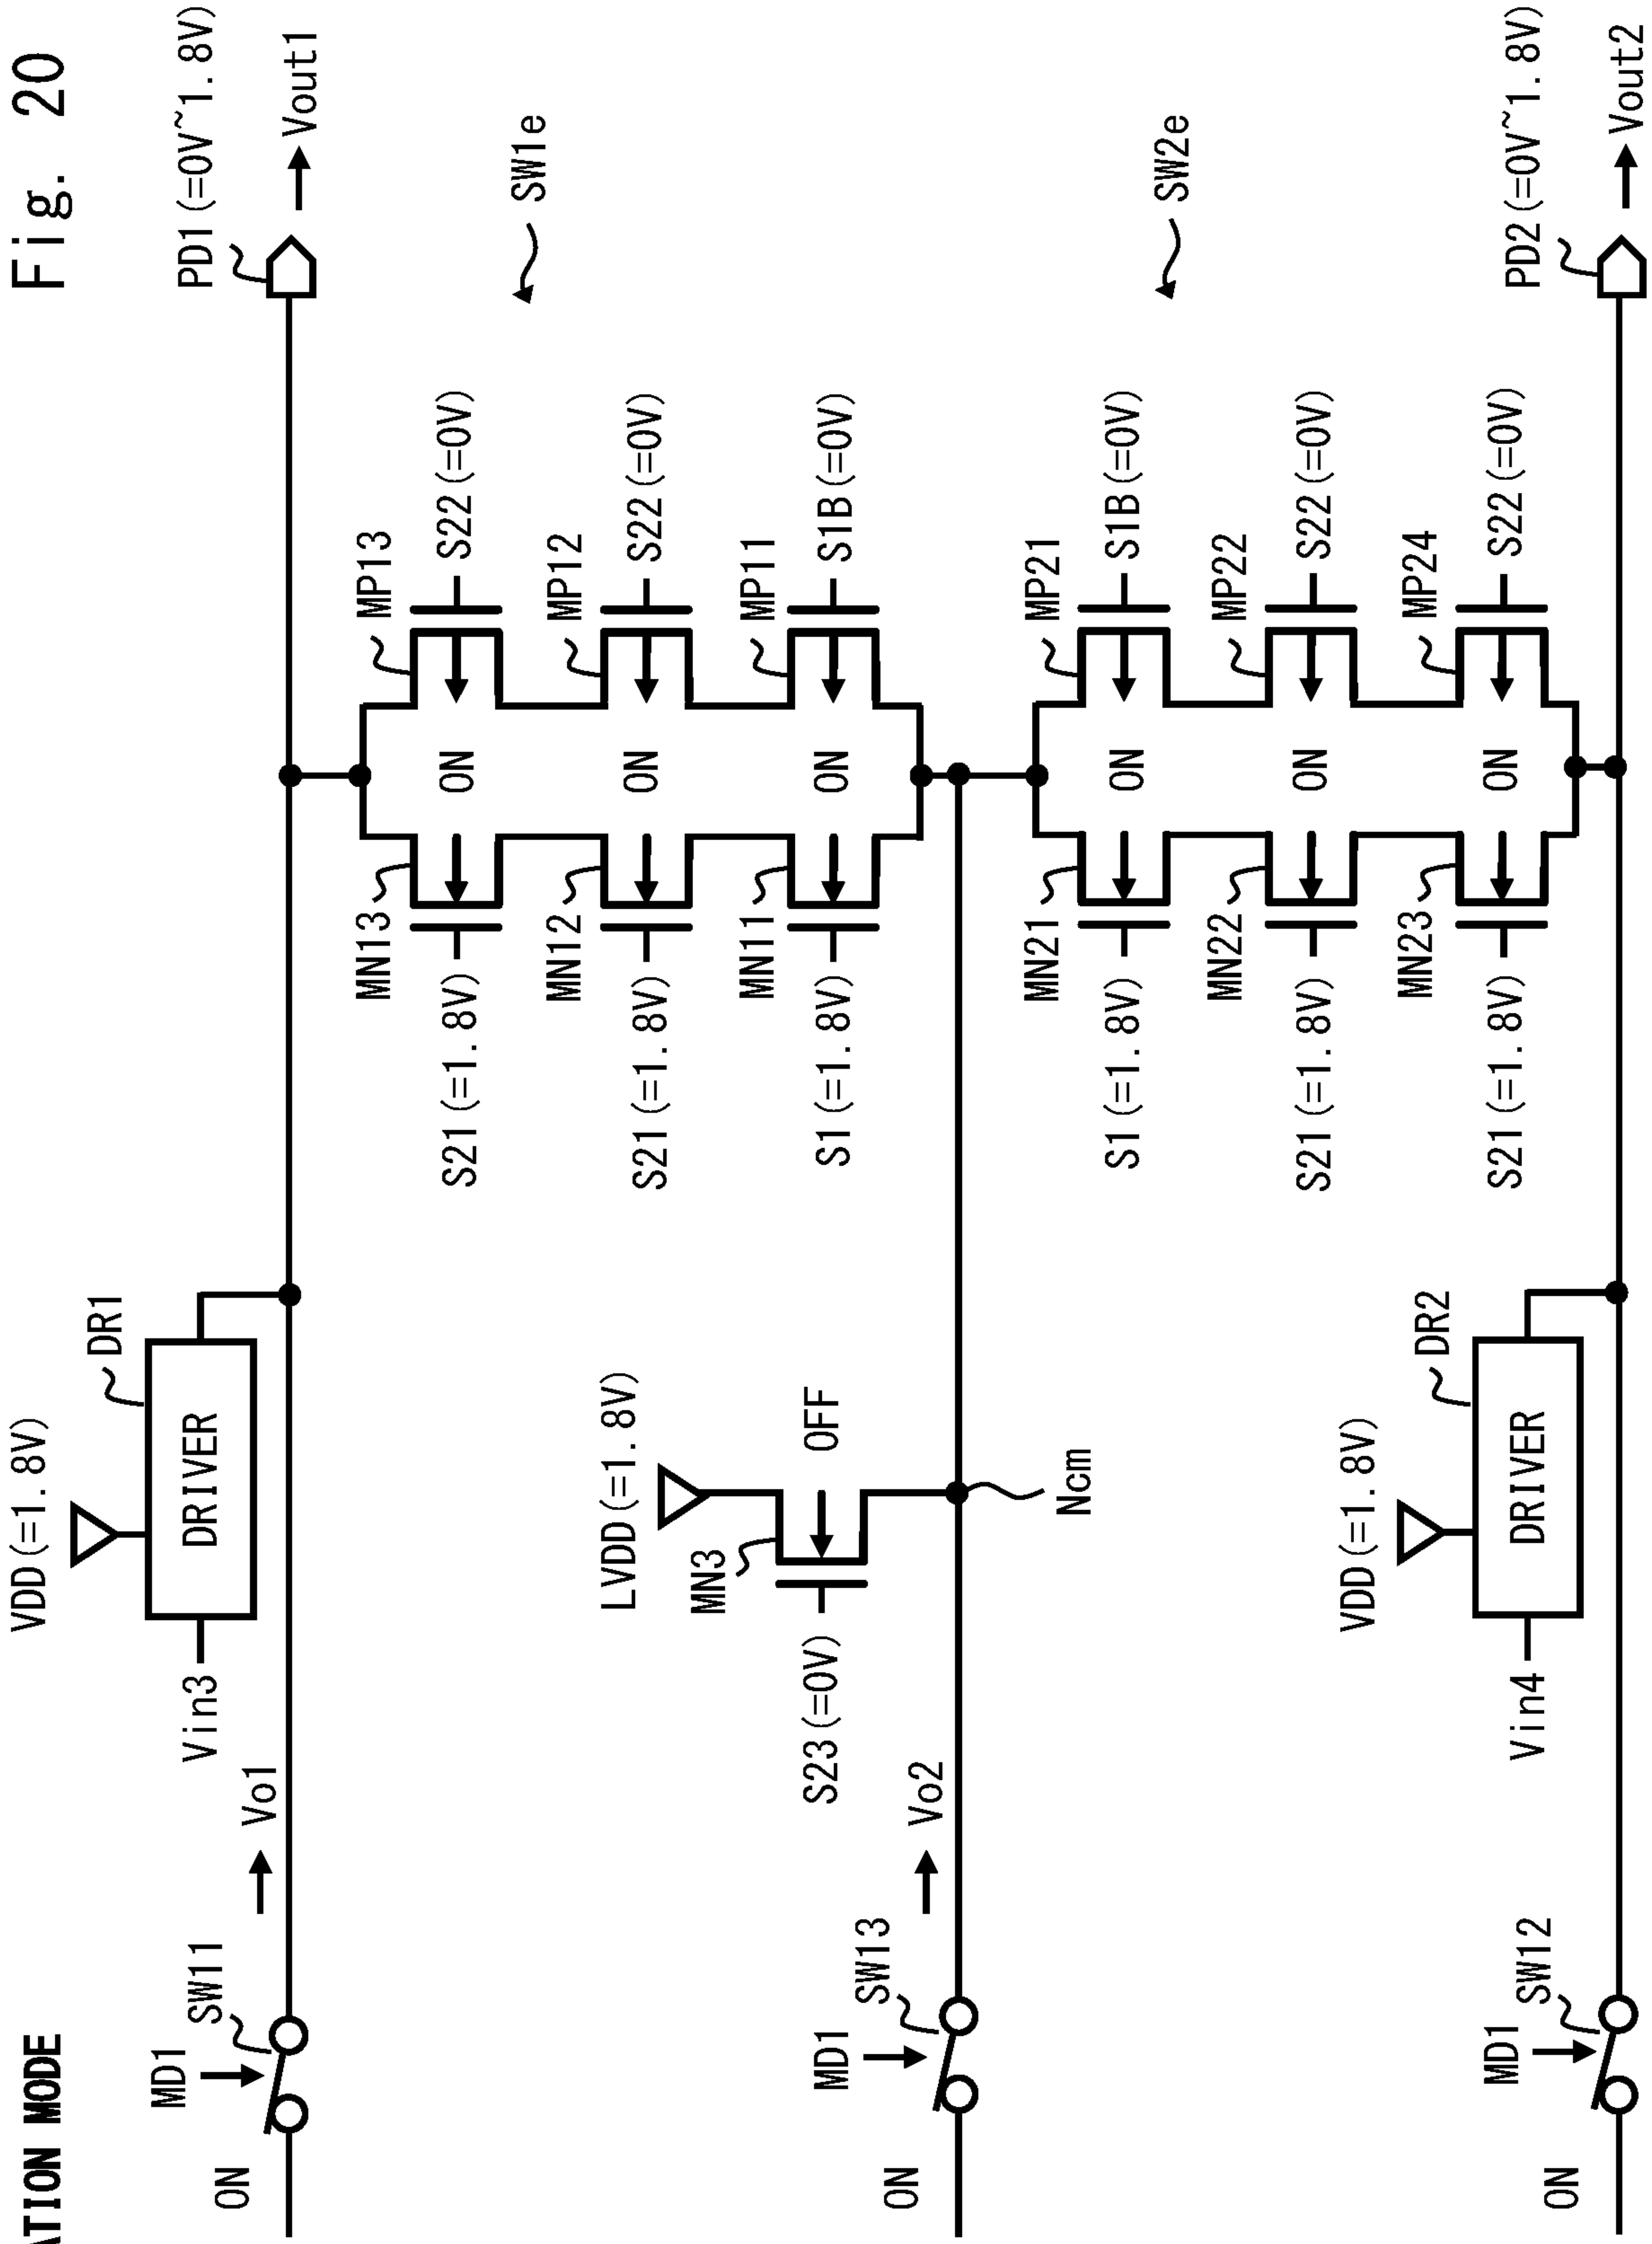 Fig. 20
ATION MODE
VDD (=1.8V)
DR1
DRIVER
Vin3
PD1 (=0V~1.8V)
Vout1
MD1
SW11
ON
Vo1
SW1e
MN13
MP13
S21 (=1.8V)
ON
S22 (=0V)
MN12
MP12
S21 (=1.8V)
ON
S22 (=0V)
MN11
MP11
S1 (=1.8V)
ON
S1B (=0V)
LVDD (=1.8V)
MN3
OFF
S23 (=0V)
MD1
SW13
ON
Vo2
Ncm
SW2e
MN21
MP21
S1 (=1.8V)
ON
S1B (=0V)
MN22
MP22
S21 (=1.8V)
ON
S22 (=0V)
MN23
MP24
S21 (=1.8V)
ON
S22 (=0V)
VDD (=1.8V)
DR2
DRIVER
Vin4
PD2 (=0V~1.8V)
Vout2
MD1
SW12
ON